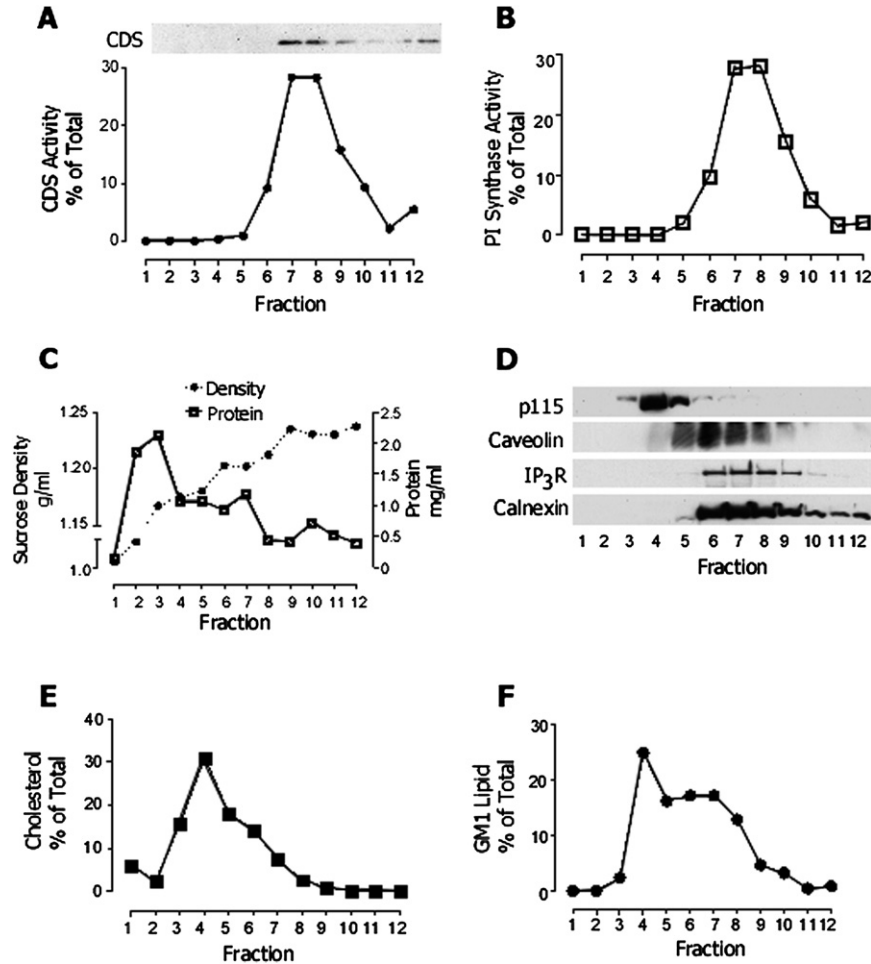 A
CDS
30
20
10
0
CDS Activity
% of Total
1 2 3 4 5 6 7 8 9 10 11 12
Fraction
B
30
20
10
0
PI Synthase Activity
% of Total
1 2 3 4 5 6 7 8 9 10 11 12
Fraction
C
Density
Protein
1.25
1.20
1.15
1.0
Sucrose Density
g/ml
2.5
2.0
1.5
1.0
0.5
0
Protein
mg/ml
1 2 3 4 5 6 7 8 9 10 11 12
Fraction
D
p115
Caveolin
IP3R
Calnexin
1 2 3 4 5 6 7 8 9 10 11 12
Fraction
E
40
30
20
10
0
Cholesterol
% of Total
1 2 3 4 5 6 7 8 9 10 11 12
Fraction
F
30
20
10
0
GM1 Lipid
% of Total
1 2 3 4 5 6 7 8 9 10 11 12
Fraction